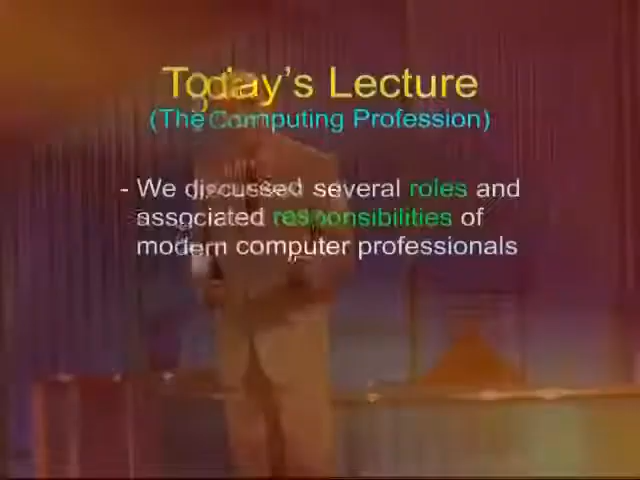 Today's Lecture
(The Computing Profession)
- We discussed several roles and
associated responsibilities of
modern computer professionals